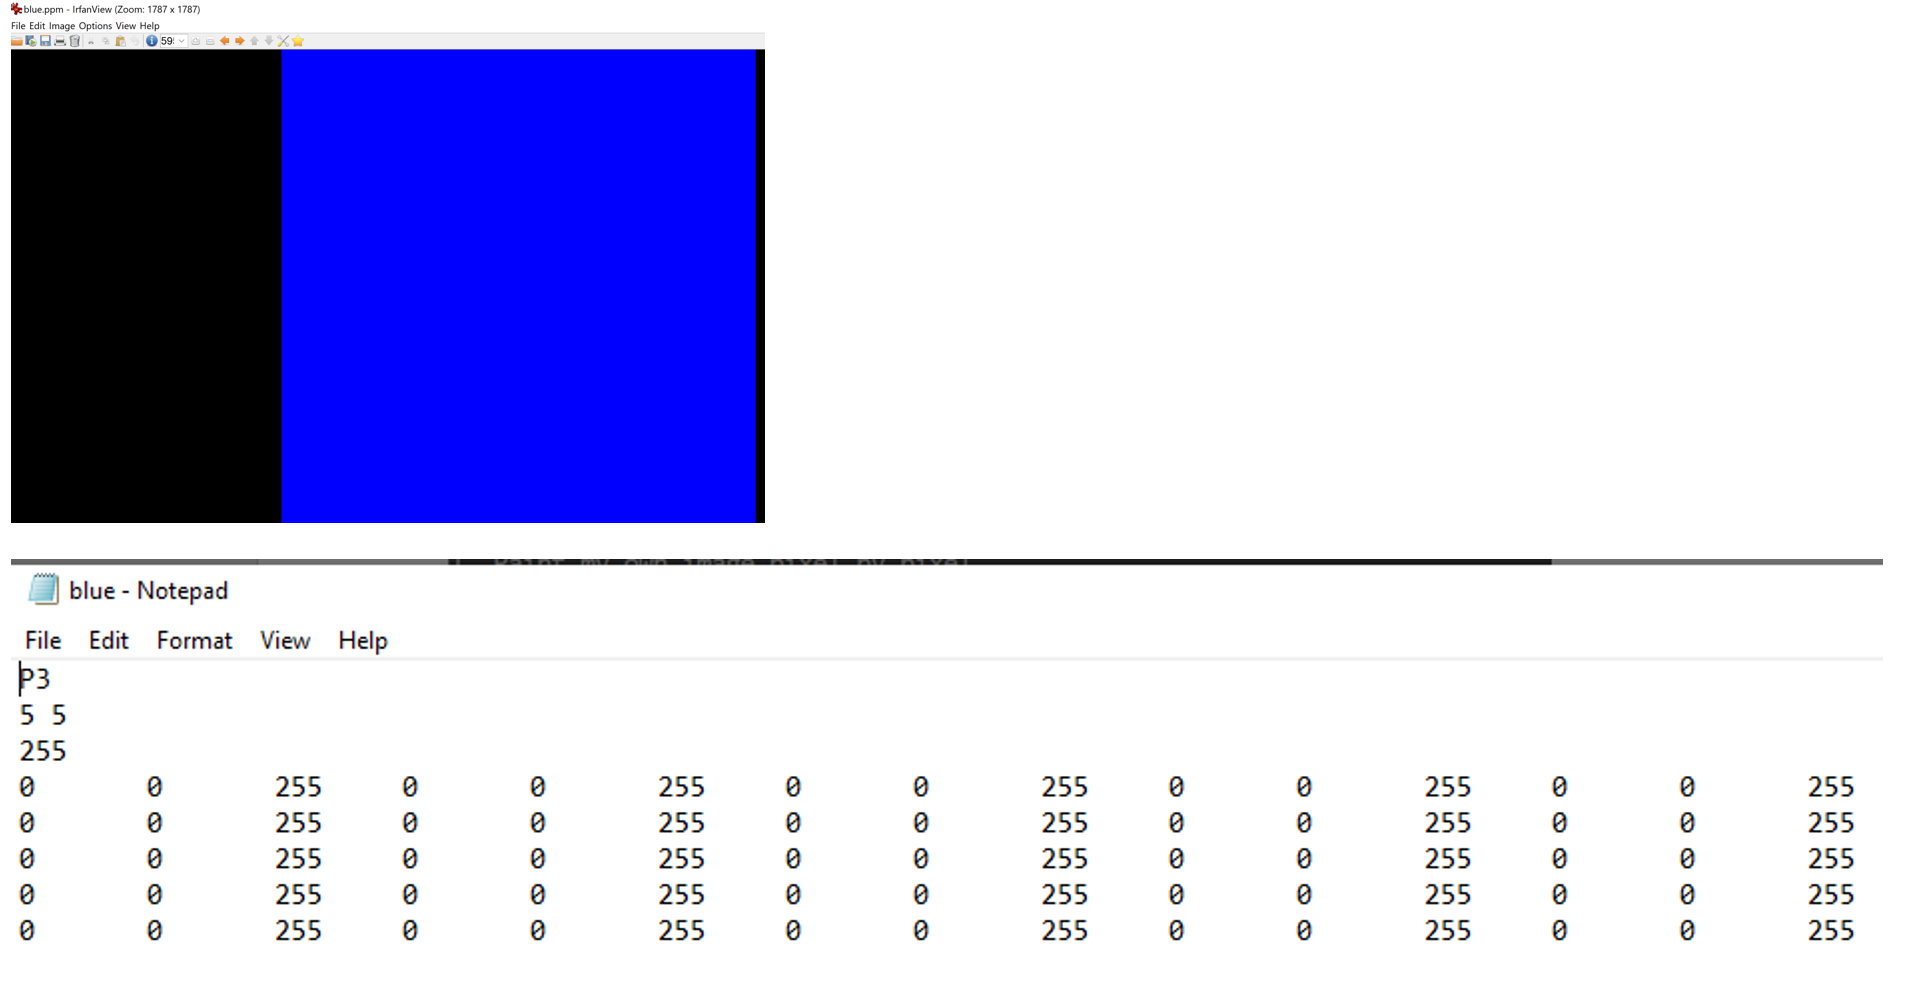 blue.ppm - IrfanView (Zoom: 1787 x 1787)
File Edit Image Options View Help
59
blue - Notepad
File Edit Format View Help
P3
5 5
255
0 0 255 0 0 255 0 0 255 0 0 255 0 0 255
0 0 255 0 0 255 0 0 255 0 0 255 0 0 255
0 0 255 0 0 255 0 0 255 0 0 255 0 0 255
0 0 255 0 0 255 0 0 255 0 0 255 0 0 255
0 0 255 0 0 255 0 0 255 0 0 255 0 0 255